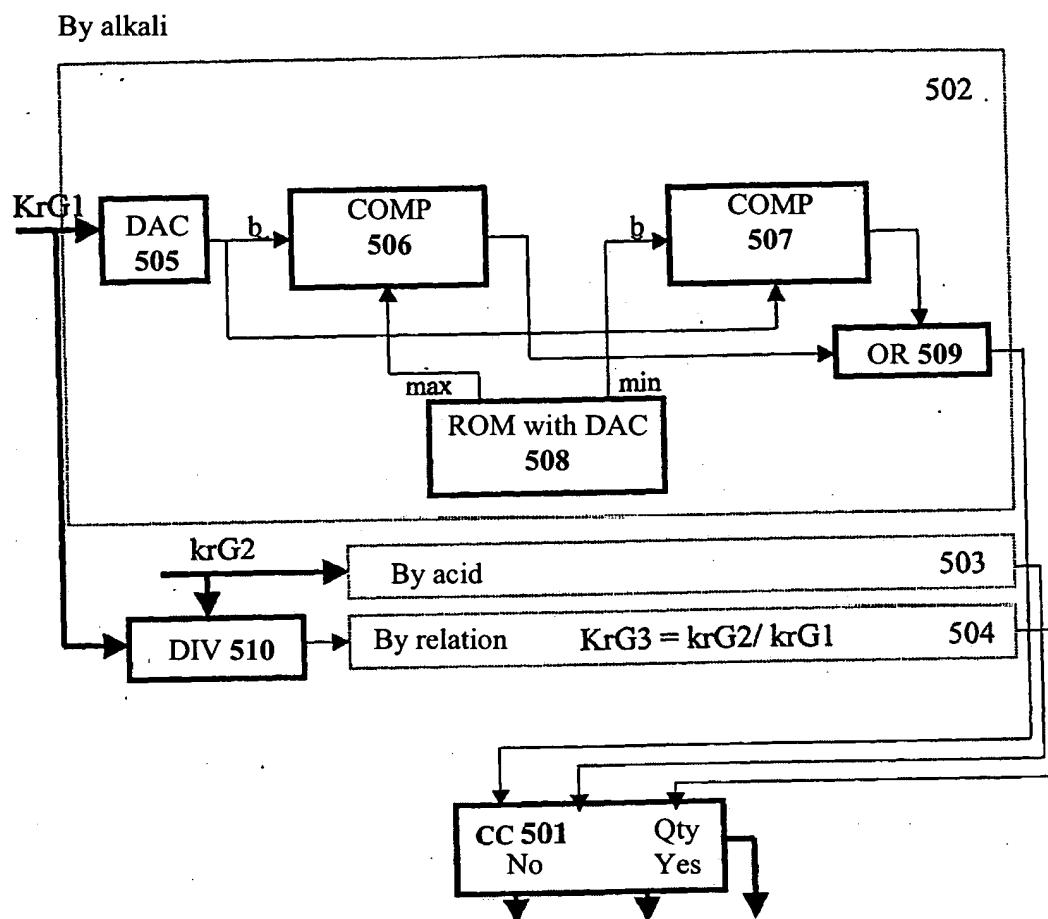 By alkali
502
KrG1
DAC
505
b
COMP
506
b
COMP
507
OR 509
max
min
ROM with DAC
508
krG2
By acid
503
DIV 510
By relation KrG3 = krG2/ krG1
504
CC 501 Qty
No Yes